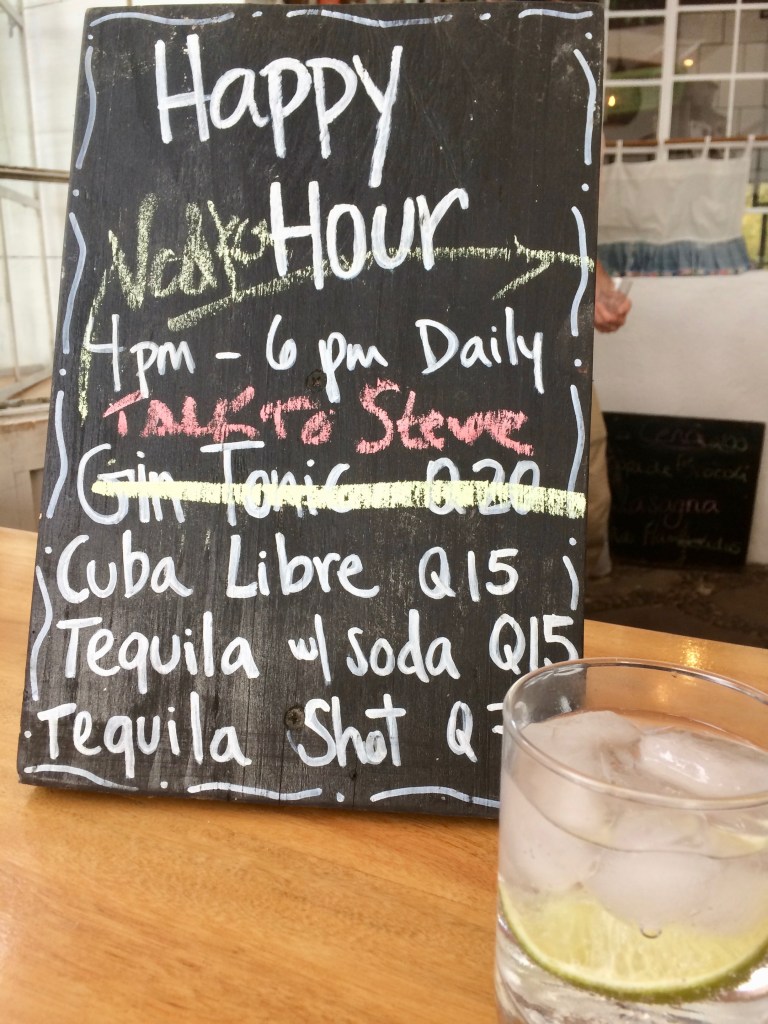 Happy
Hour
4pm - 6 pm Daily
TALK TO Stevie
Gin Tonic Q20
Cuba Libre Q15
Tequila w/ soda Q15
Tequila Shot Q